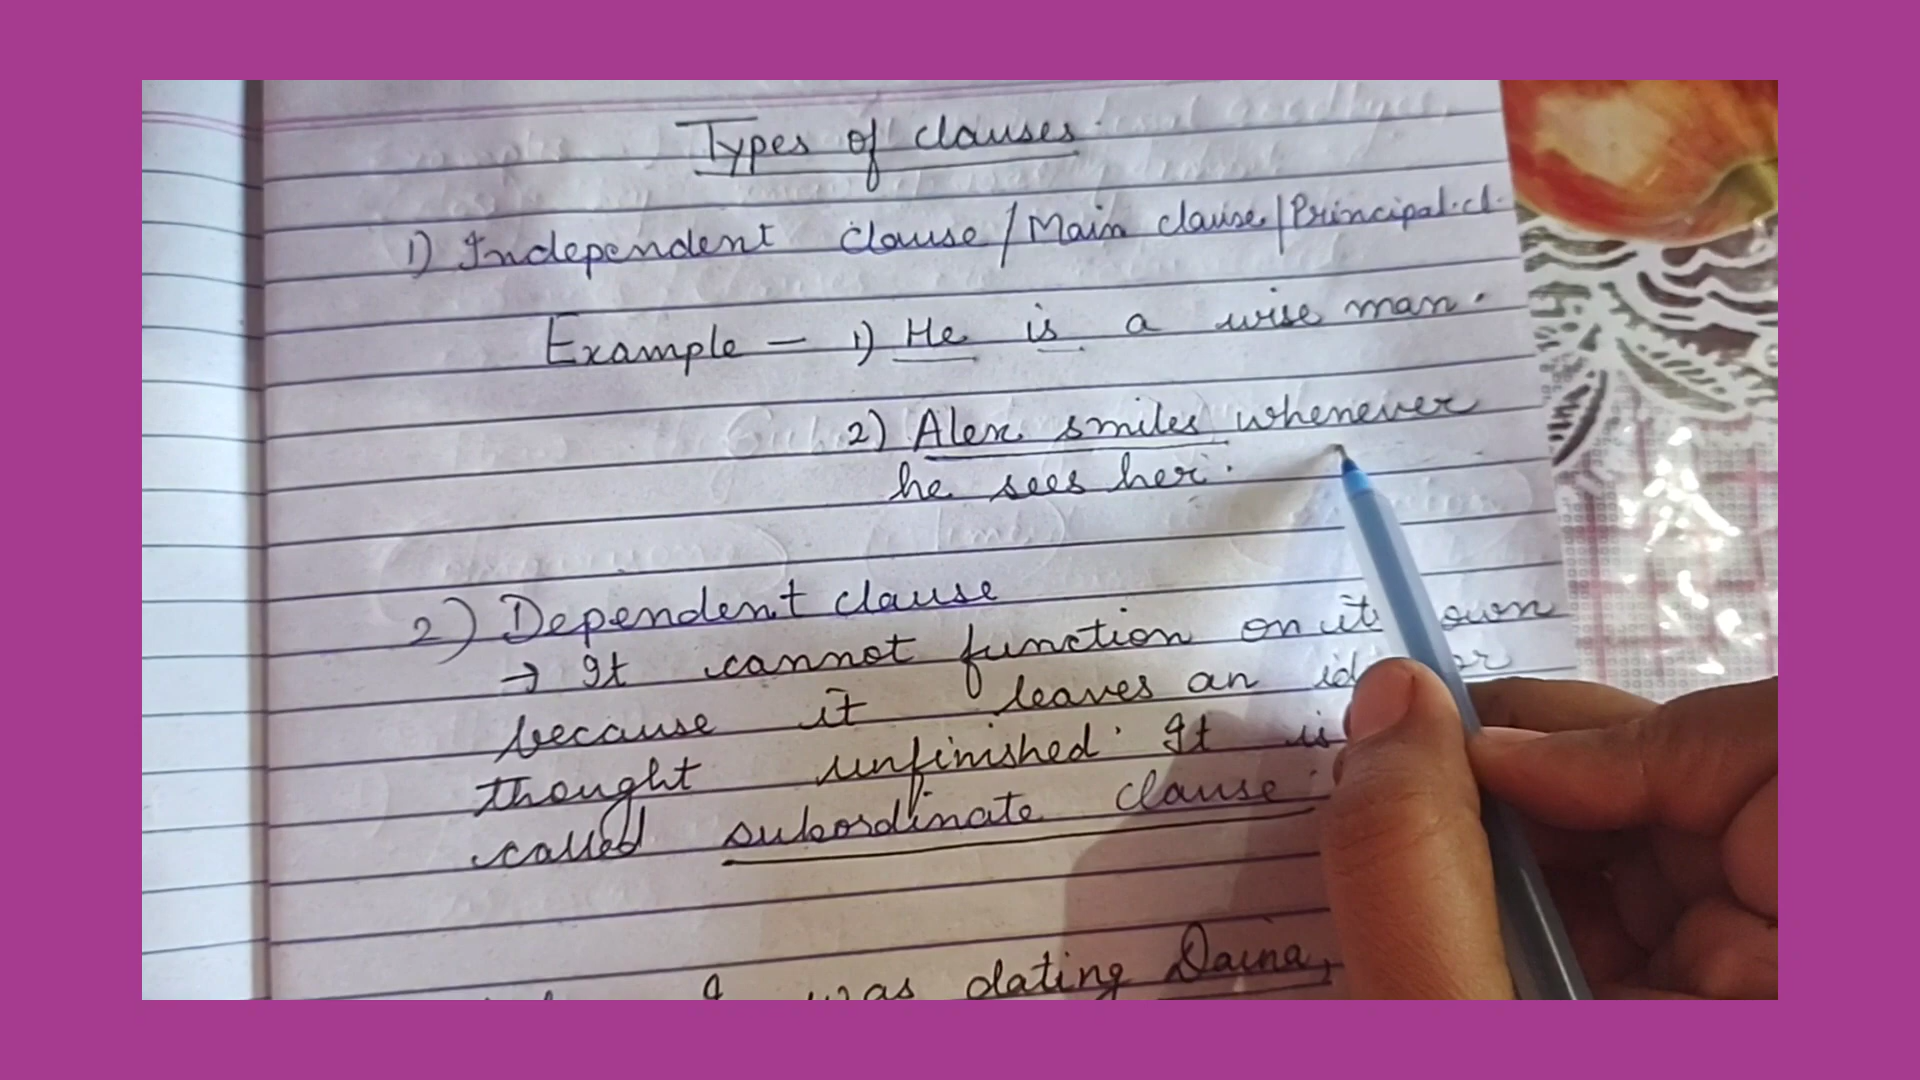 Types of clauses
1) Independent clause/Main clause/Principal.cl.
Example - 1) He is a wise man.
2) Alex smiles whenever
he sees her.
2) Dependent clause
→ It cannot function on its own
because it leaves an or
thought unfinished. It is
called subordinate clause.
I was dating Daina,